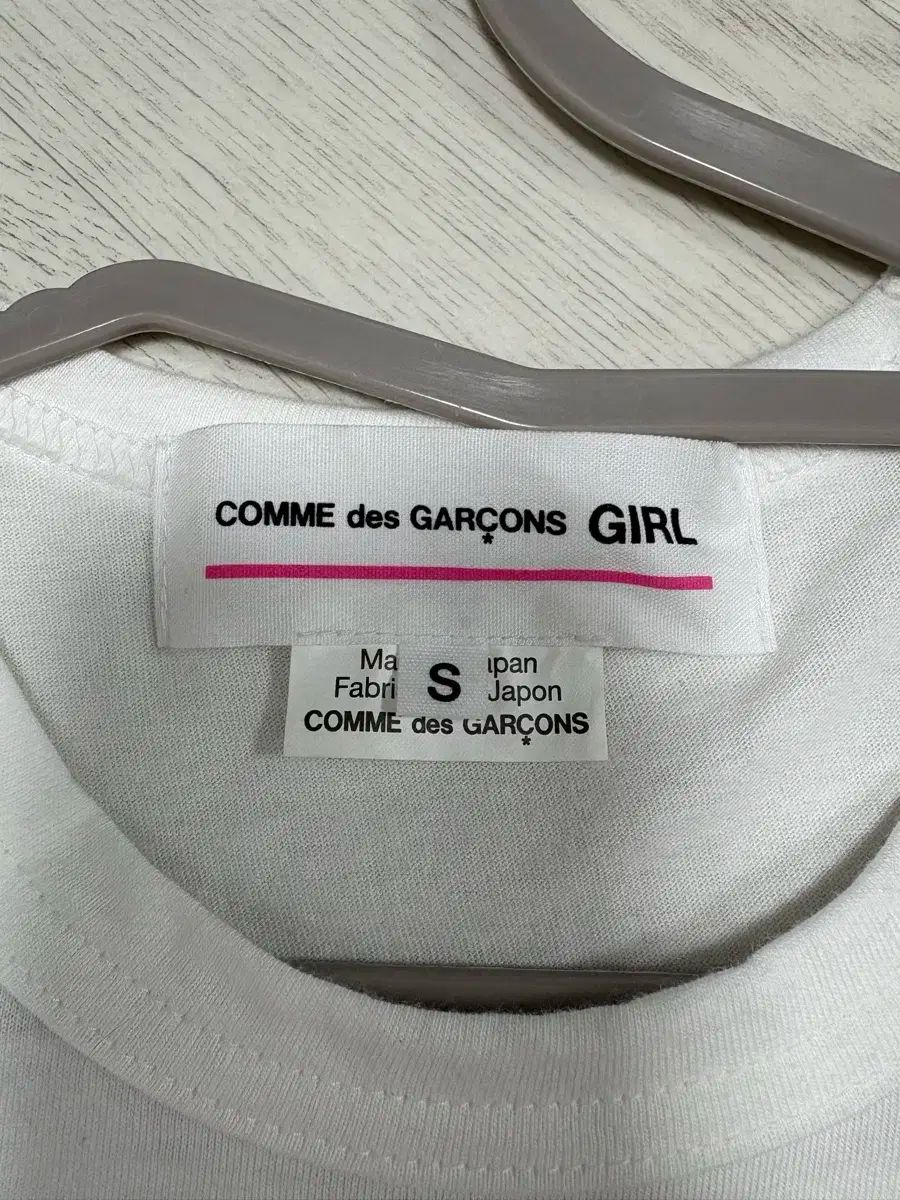 COMME des GARÇONS GIRL
Ma S apan
Fabri Japon
COMME des GARÇONS